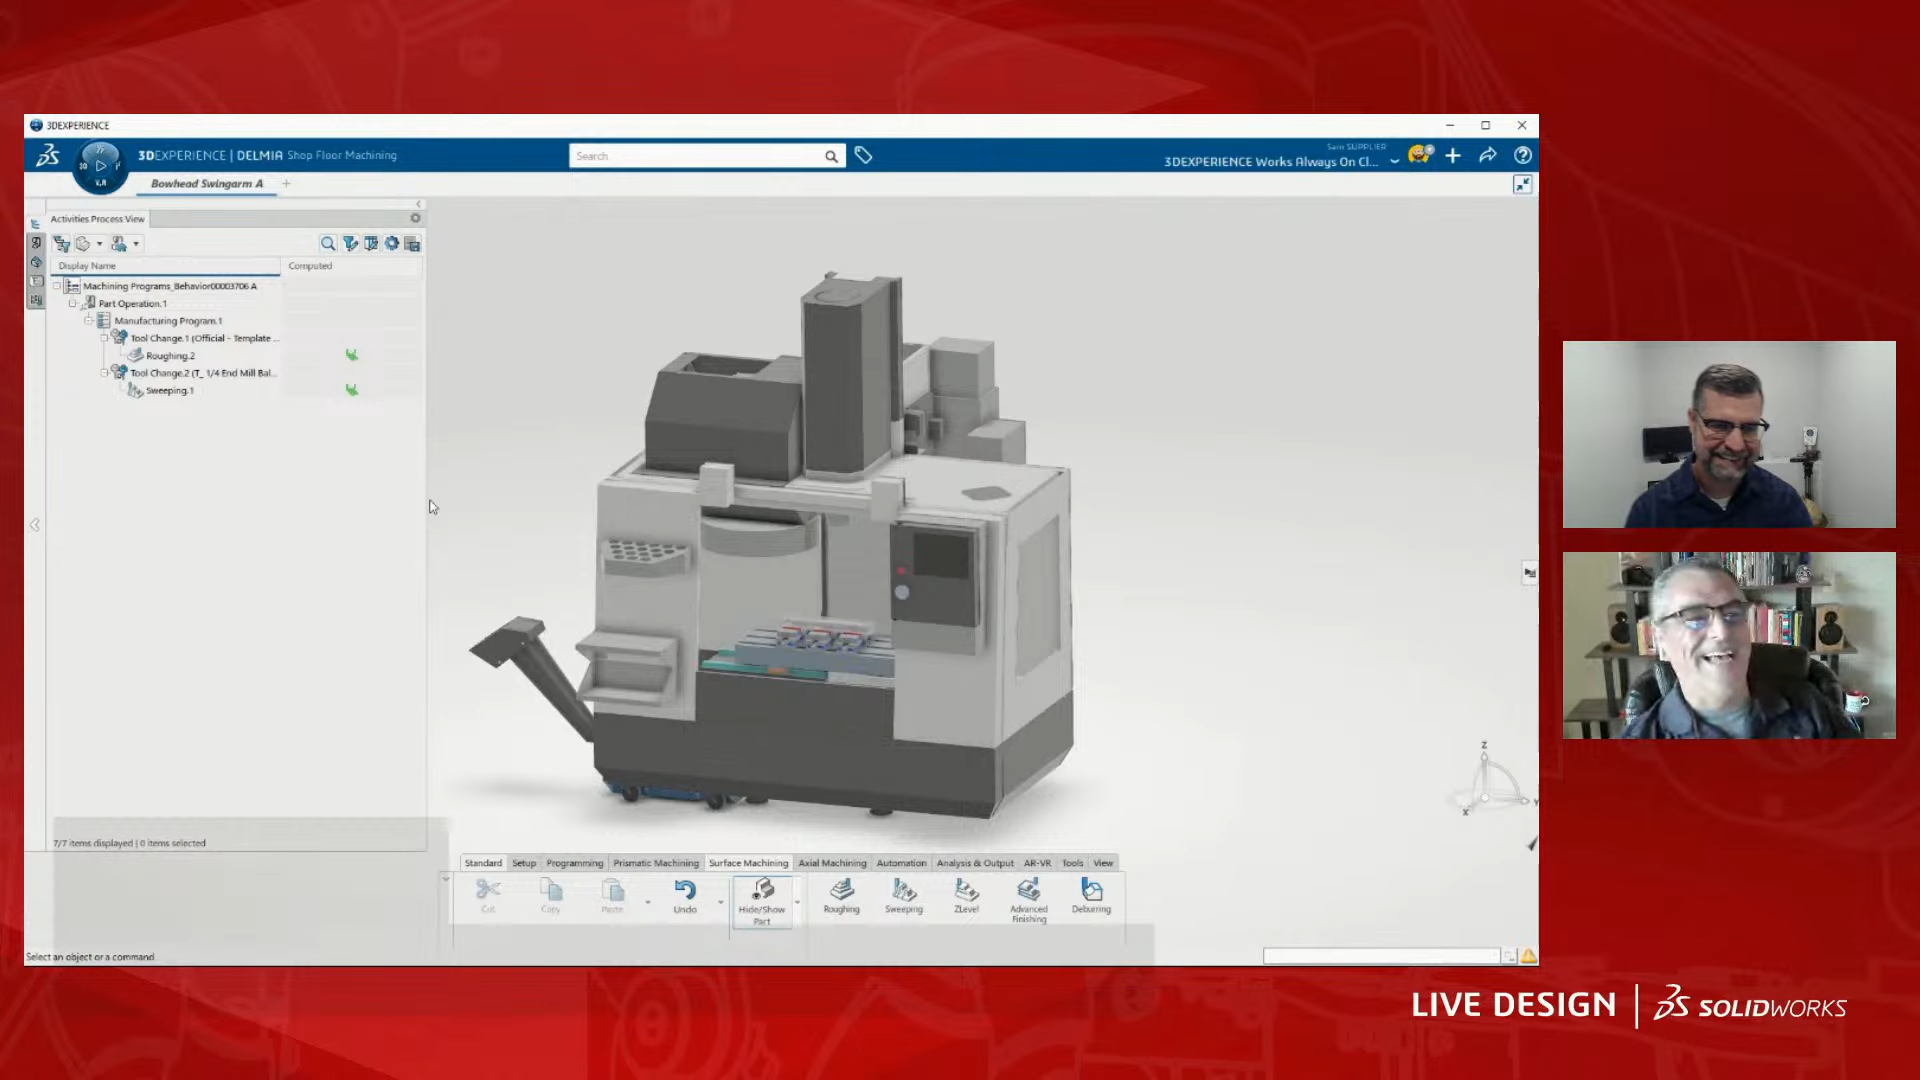 3DEXPERIENCE
3DEXPERIENCE | DELMIA Shop Floor Machining
Search
Sam SUPPLIER
3DEXPERIENCE Works Always On Cl...
Bowhead Swingarm A
Activities Process View
Display Name
Computed
Machining Programs_Behavior00003706 A
Part Operation.1
Manufacturing Program.1
Tool Change.1 (Official - Template ...
Roughing.2
Tool Change.2 (T_ 1/4 End Mill Bal...
Sweeping.1
7/7 items displayed | 0 items selected
Z
X
Y
Standard
Setup
Programming
Prismatic Machining
Surface Machining
Axial Machining
Automation
Analysis & Output
AR-VR
Tools
View
Cut
Copy
Paste
Undo
Hide/Show
Part
Roughing
Sweeping
ZLevel
Advanced
Finishing
Deburring
Select an object or a command
LIVE DESIGN | 3DS SOLIDWORKS